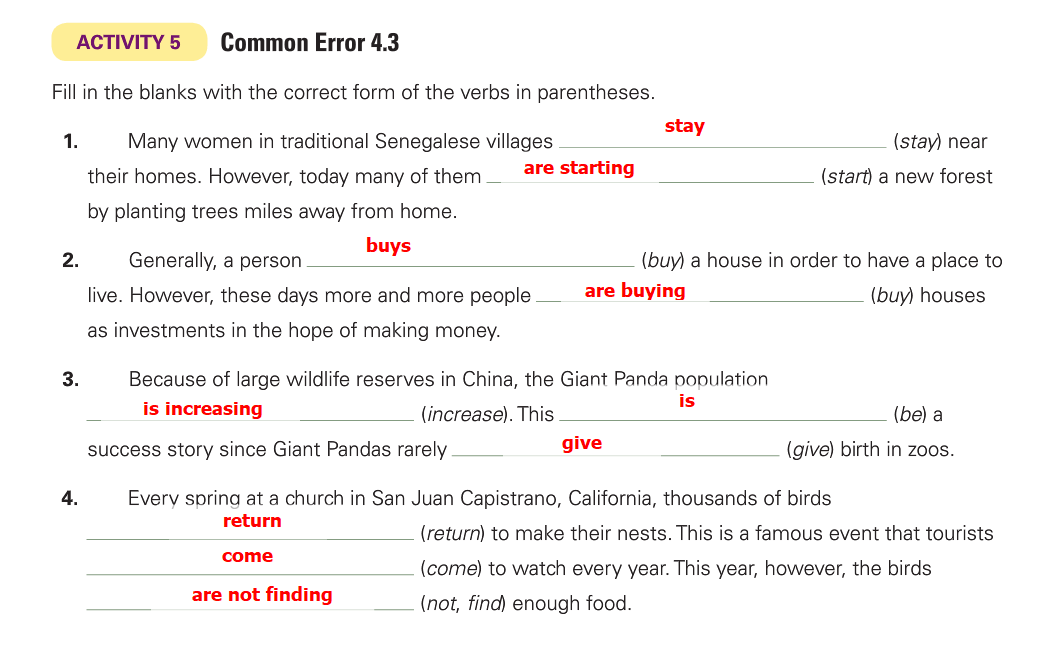 ACTIVITY 5 Common Error 4.3
Fill in the blanks with the correct form of the verbs in parentheses.
1. Many women in traditional Senegalese villages stay (stay) near
their homes. However, today many of them are starting (start) a new forest
by planting trees miles away from home.
2. Generally, a person buys (buy) a house in order to have a place to
live. However, these days more and more people are buying (buy) houses
as investments in the hope of making money.
3. Because of large wildlife reserves in China, the Giant Panda population
is increasing (increase). This is (be) a
success story since Giant Pandas rarely give (give) birth in zoos.
4. Every spring at a church in San Juan Capistrano, California, thousands of birds
return (return) to make their nests. This is a famous event that tourists
come (come) to watch every year. This year, however, the birds
are not finding (not, find) enough food.